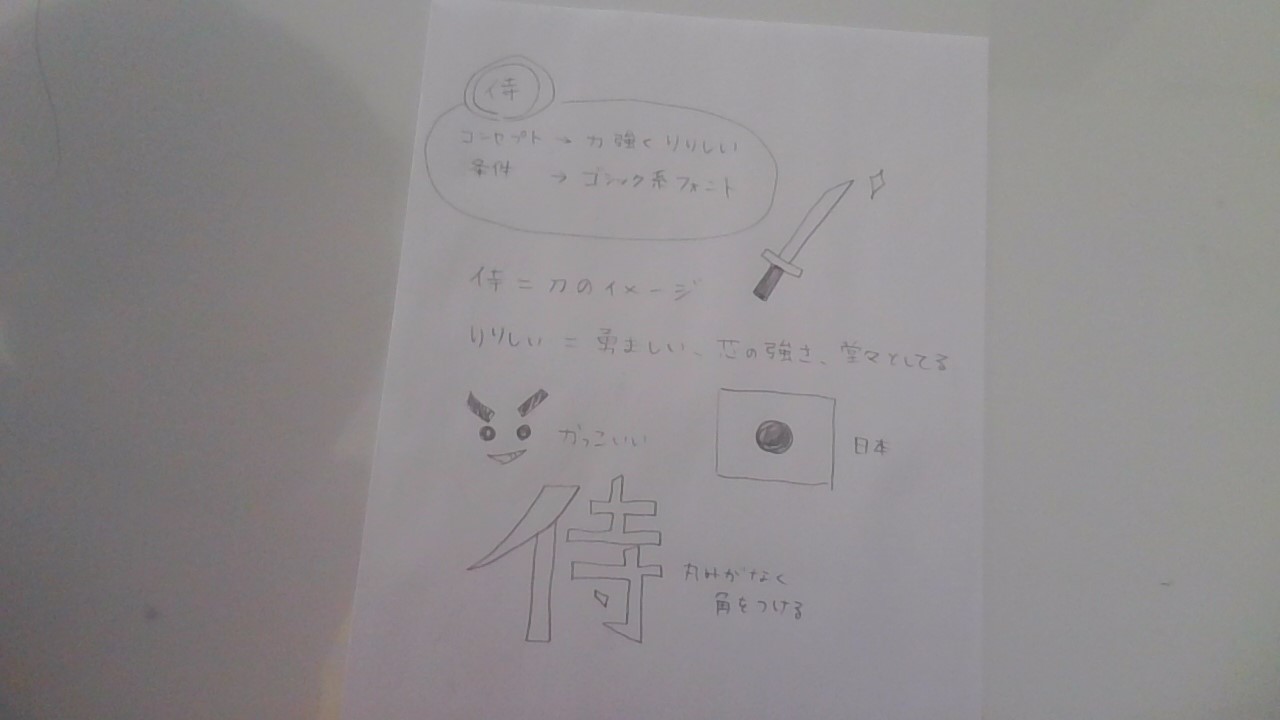 侍
コンセプト → 力強くりりしい
条件 → ゴシック系フォント
侍 = 刀のイメージ
りりしい = 勇ましい、芯の強さ、堂々としてる
かっこいい
日本
侍
丸みがなく
角をつける